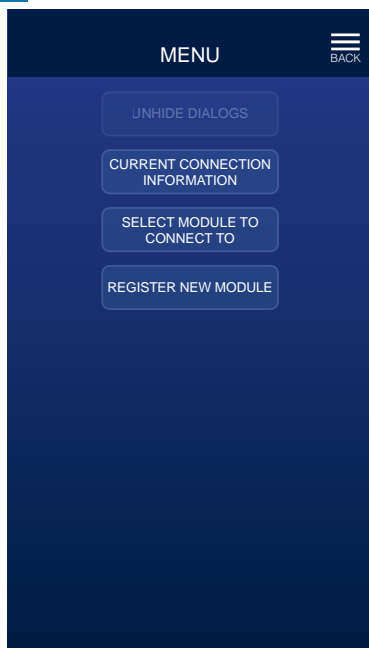 MENU
BACK
UNHIDE DIALOGS
CURRENT CONNECTION
INFORMATION
SELECT MODULE TO
CONNECT TO
REGISTER NEW MODULE